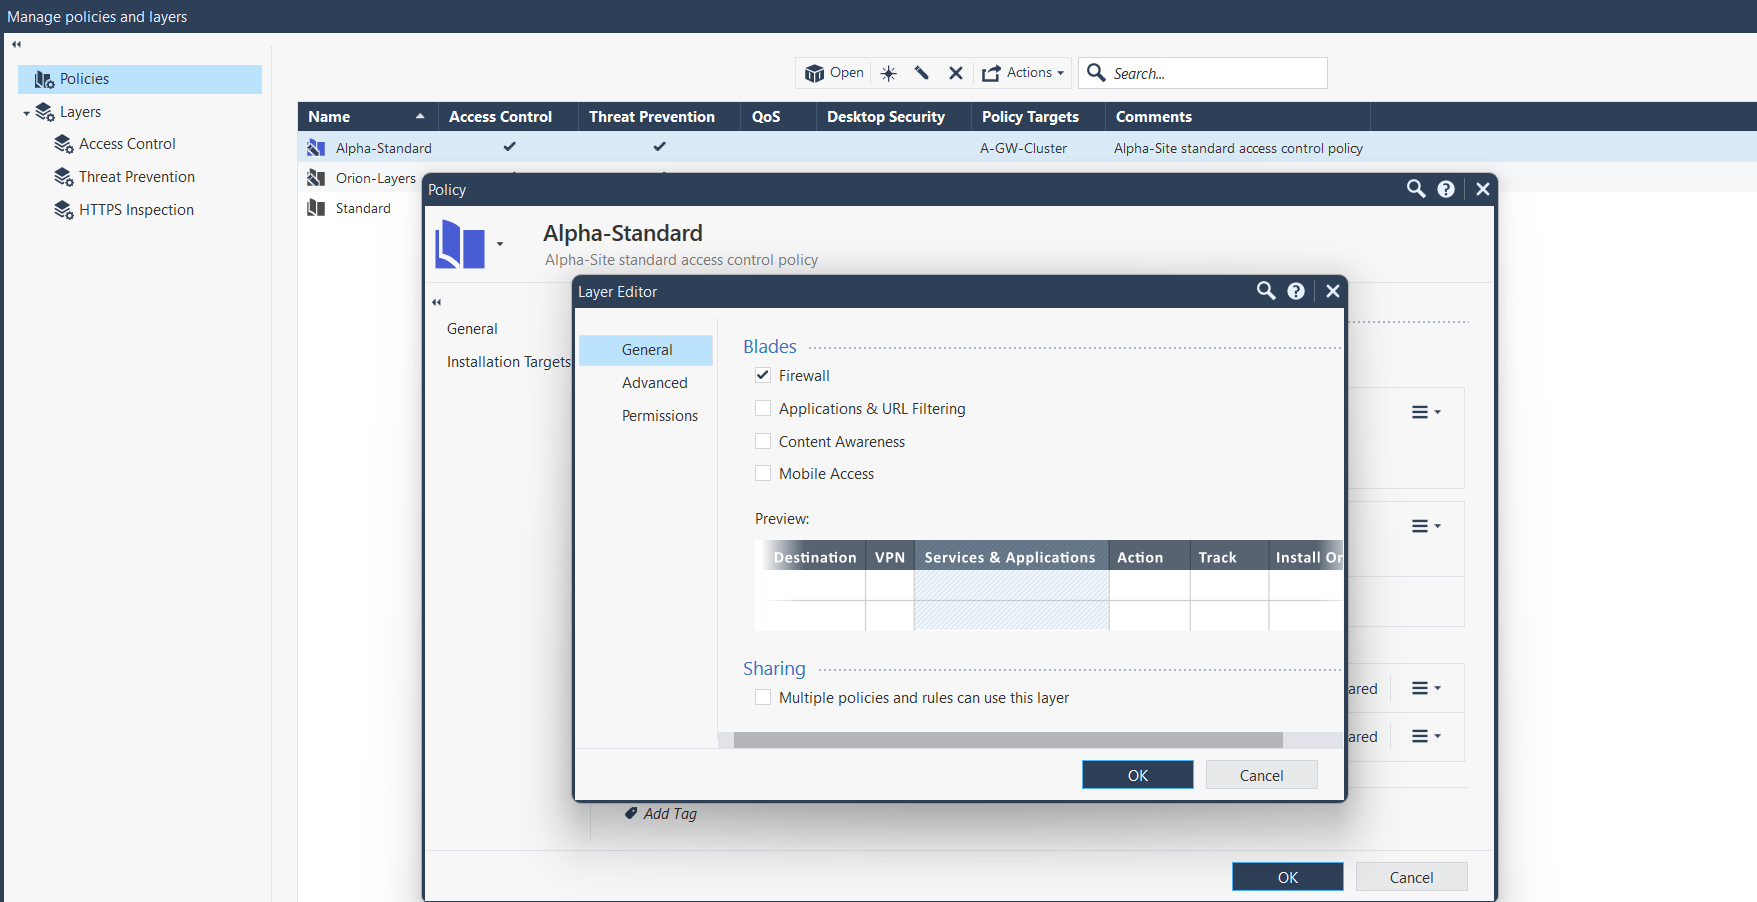 Manage policies and layers
Policies
Layers
Access Control
Threat Prevention
HTTPS Inspection
Open
Actions
Search...
Name Access Control Threat Prevention QoS Desktop Security Policy Targets Comments
Alpha-Standard A-GW-Cluster Alpha-Site standard access control policy
Orion-Layers
Standard
Policy
Alpha-Standard
Alpha-Site standard access control policy
General
Installation Targets
Layer Editor
General
Advanced
Permissions
Blades
Firewall
Applications & URL Filtering
Content Awareness
Mobile Access
Preview:
Destination VPN Services & Applications Action Track Install On
Sharing
Multiple policies and rules can use this layer
OK Cancel
ared
ared
Add Tag
OK Cancel